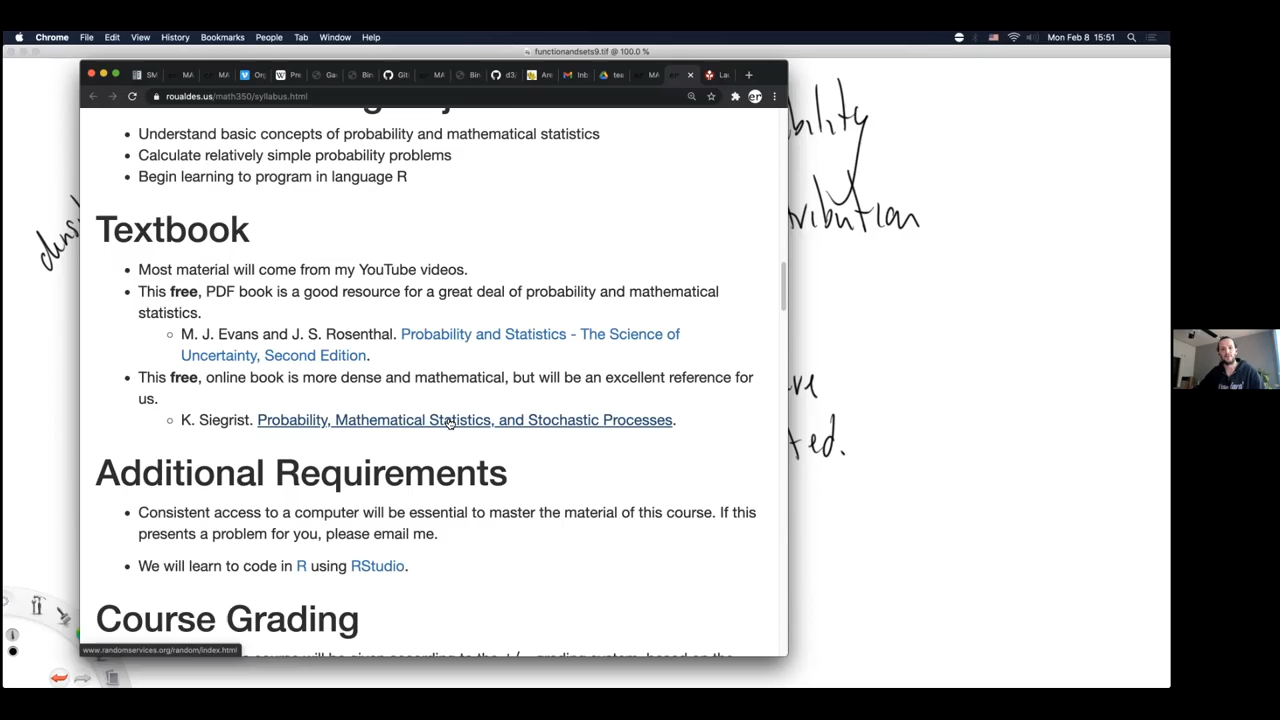 Chrome File Edit View History Bookmarks People Tab Window Help Mon Feb 8 15:51
functionandsets9.tif @ 100.0 %
roualdes.us/math350/syllabus.html
Understand basic concepts of probability and mathematical statistics
Calculate relatively simple probability problems
Begin learning to program in language R
Textbook
Most material will come from my YouTube videos.
This free, PDF book is a good resource for a great deal of probability and mathematical
statistics.
M. J. Evans and J. S. Rosenthal. Probability and Statistics - The Science of
Uncertainty, Second Edition.
This free, online book is more dense and mathematical, but will be an excellent reference for
us.
K. Siegrist. Probability, Mathematical Statistics, and Stochastic Processes.
Additional Requirements
Consistent access to a computer will be essential to master the material of this course. If this
presents a problem for you, please email me.
We will learn to code in R using RStudio.
Course Grading
www.randomservices.org/random/index.html